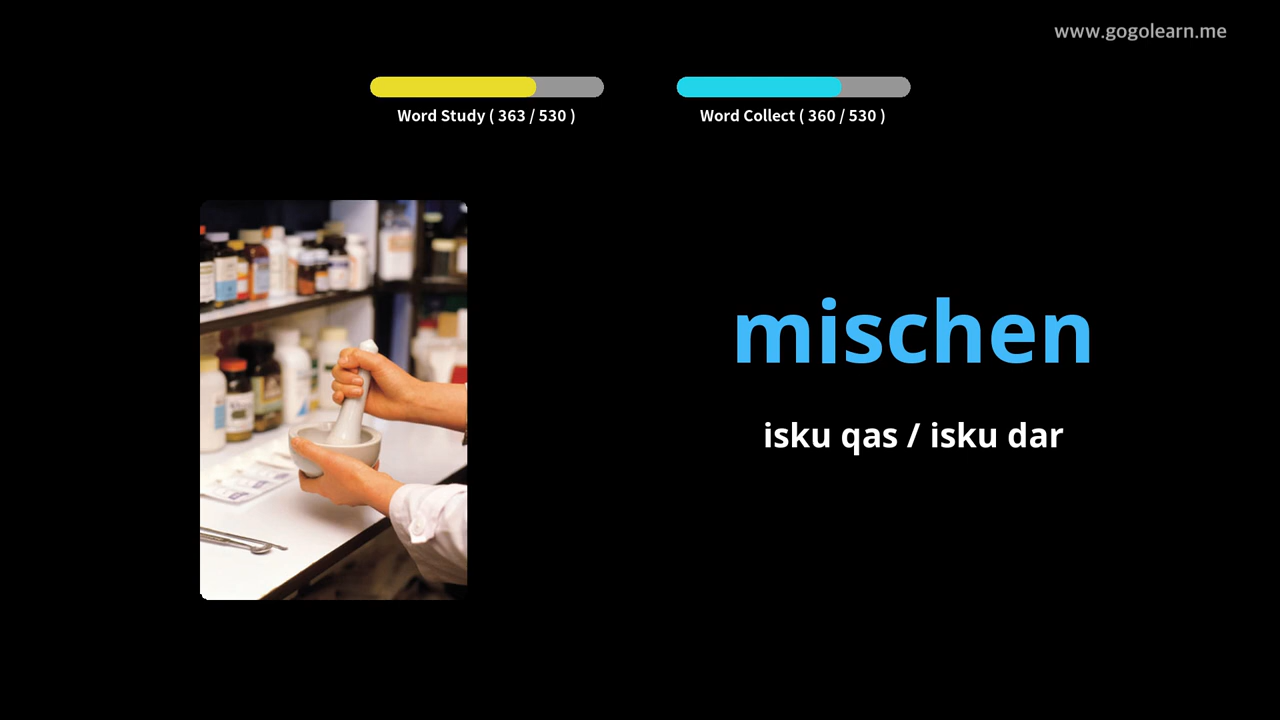 www.gogolearn.me
Word Study ( 363 / 530 )
Word Collect ( 360 / 530 )
mischen
isku qas / isku dar